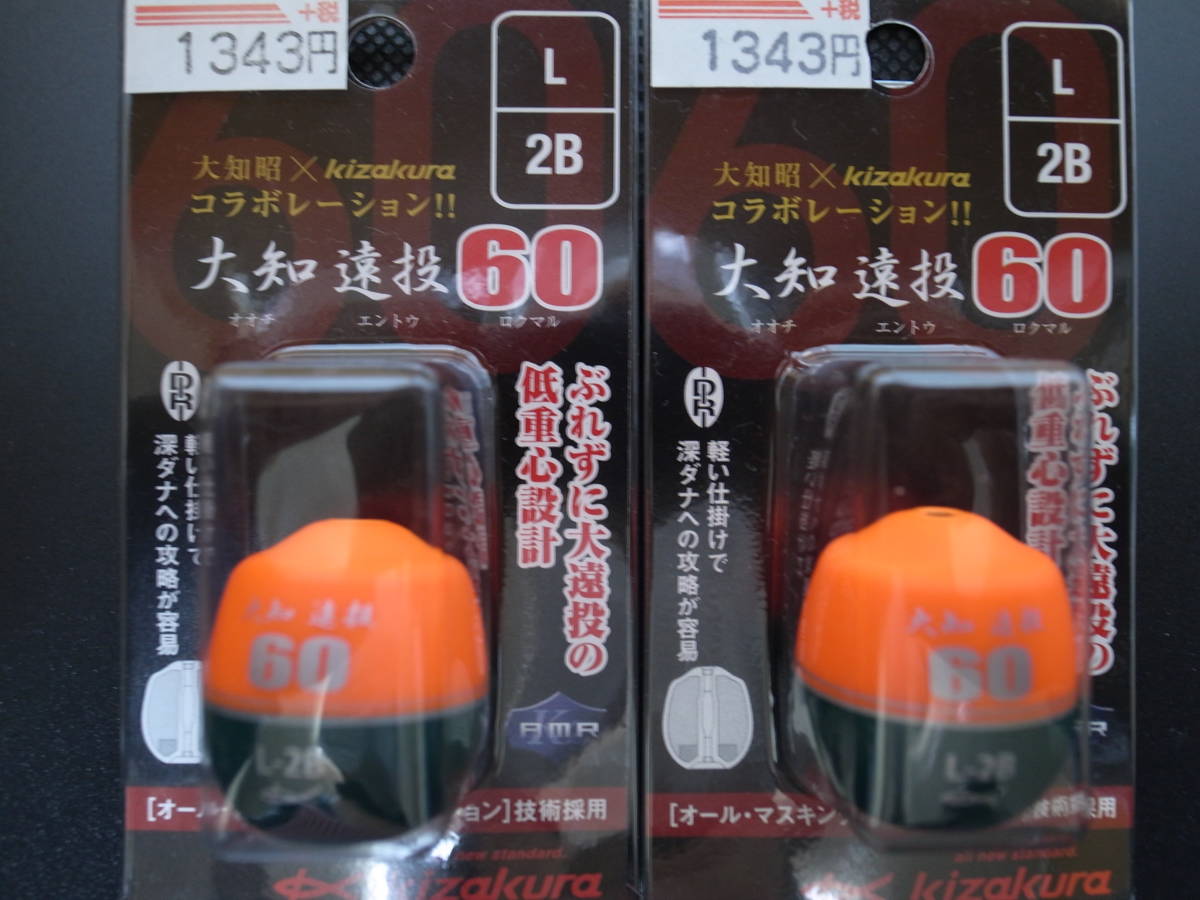 +税
1343円
L
2B
大知昭×kizakura
コラボレーション!!
大知 遠投 60
オオチ エントウ ロクマル
ぶれずに大遠投の
低重心設計
軽い仕掛けで
深ダナへの攻略が容易
大知 遠投
60
L-2B
AMR
[オール・
ョン]技術採用
new standard.
kizakura
+税
1343円
L
2B
大知昭×kizakura
コラボレーション!!
大知 遠投 60
オオチ エントウ ロクマル
ぶれずに大遠投の
低重心設計
軽い仕掛けで
深ダナへの攻略が容易
大知 遠投
60
L-2B
MR
[オール・マスキン
技術採用
all new standard.
kizakura